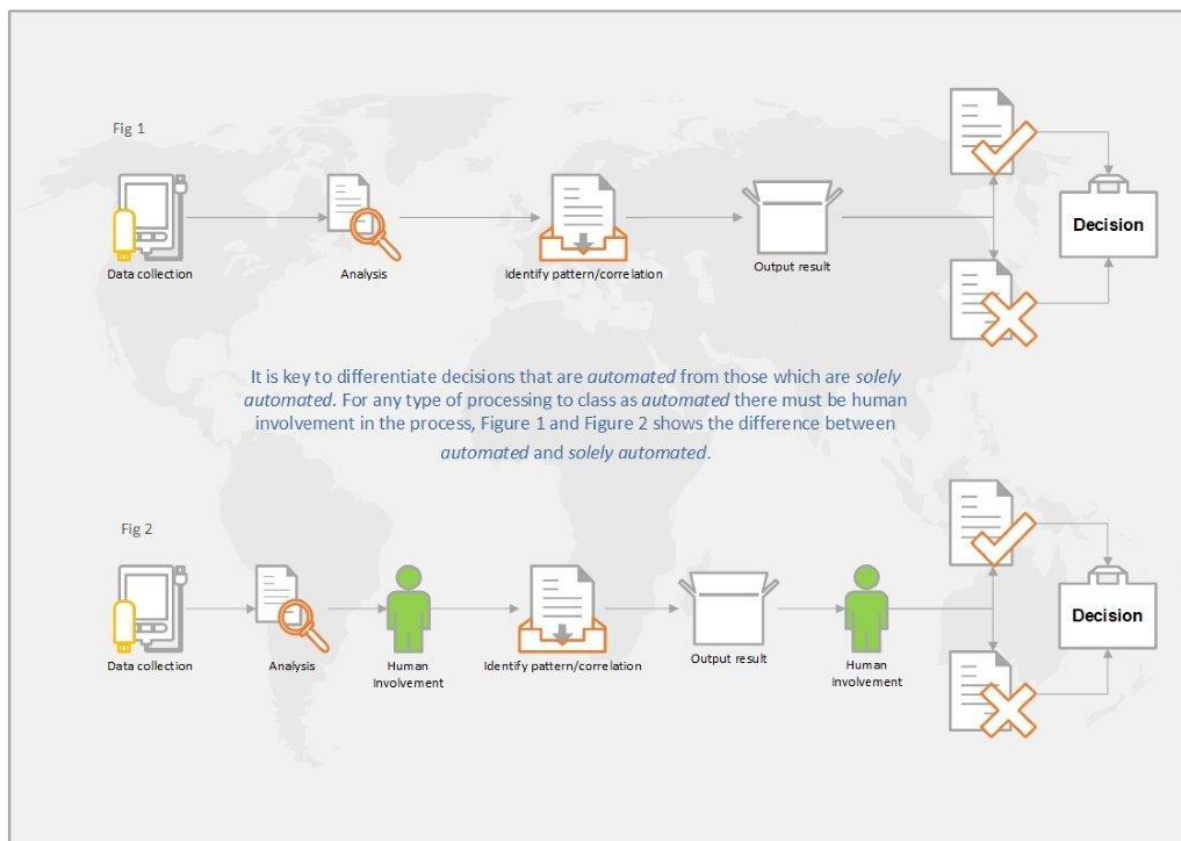 Fig 1
Data collection
Analysis
Identify pattern/correlation
Output result
Decision
It is key to differentiate decisions that are automated from those which are solely
automated. For any type of processing to class as automated there must be human
involvement in the process, Figure 1 and Figure 2 shows the difference between
automated and solely automated.
Fig 2
Data collection
Analysis
Human
Involvement
Identify pattern/correlation
Output result
Human
Involvement
Decision